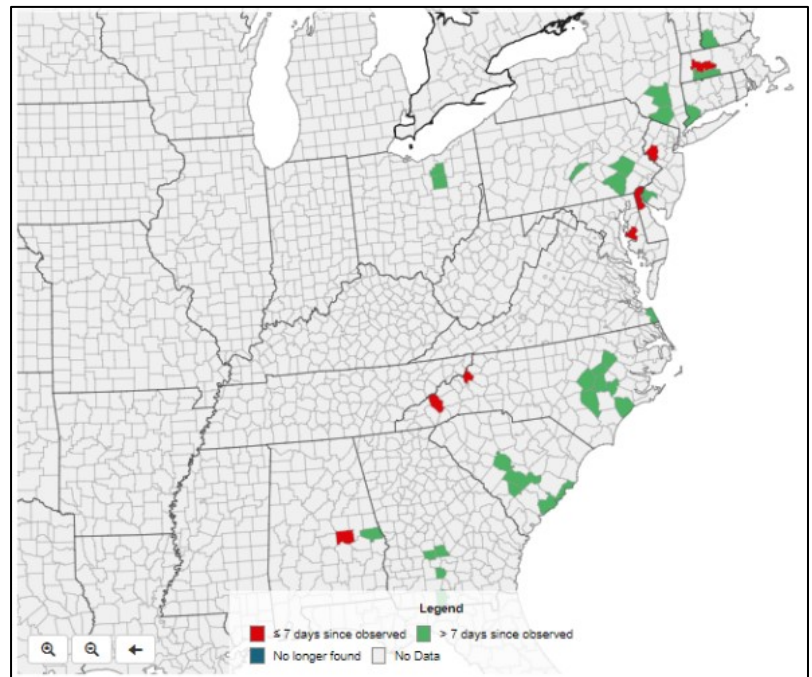 Legend
≤ 7 days since observed > 7 days since observed
No longer found No Data